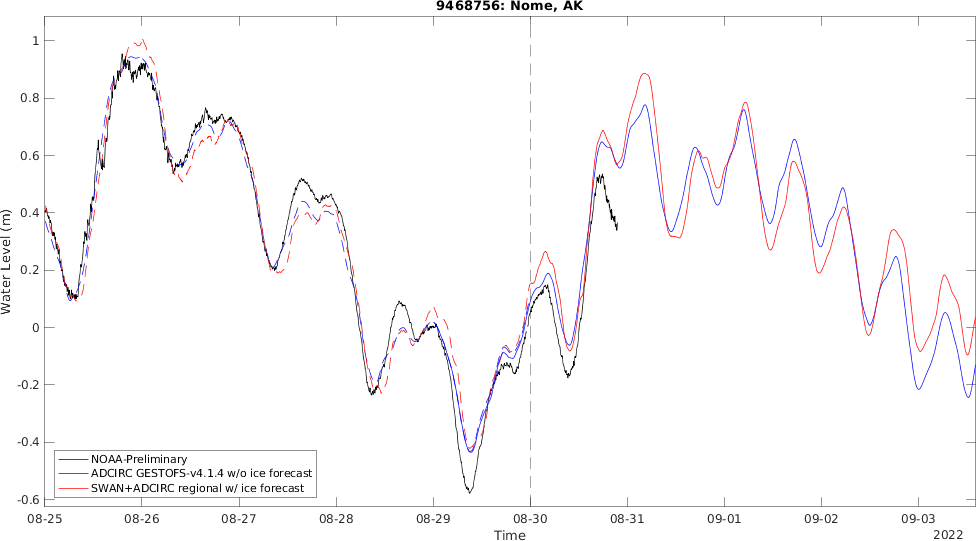 9468756: Nome, AK
Water Level (m)
1
0.8
0.6
0.4
0.2
0
-0.2
-0.4
-0.6
NOAA-Preliminary
ADCIRC GESTOFS-v4.1.4 w/o ice forecast
SWAN+ADCIRC regional w/ ice forecast
08-25 08-26 08-27 08-28 08-29 08-30 08-31 09-01 09-02 09-03
Time
2022